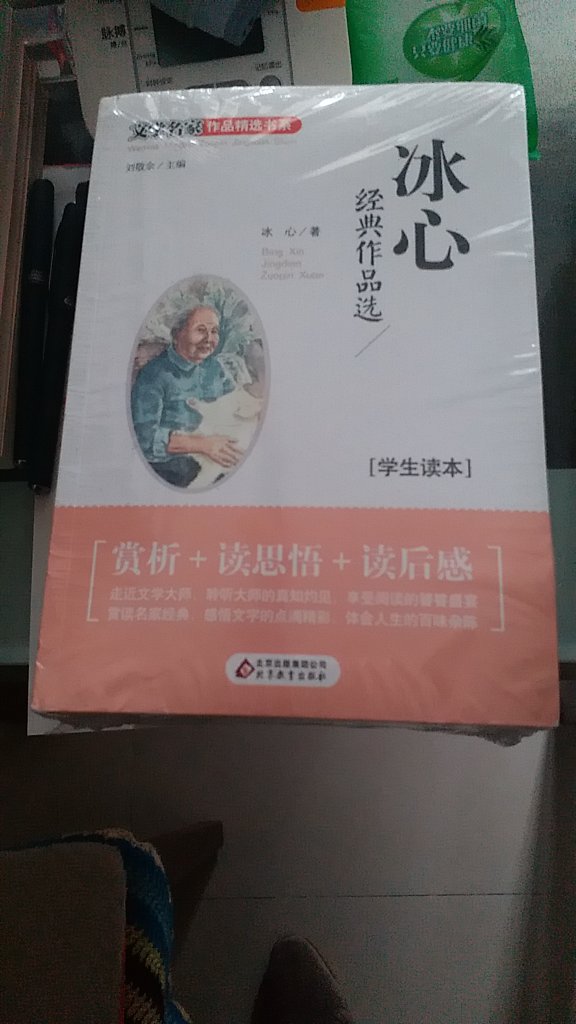 脉搏
文学名家 作品精选书系
刘敬余／主编
冰心
经典作品选
冰 心／著
Bing Xin
Jingdian
Zuopin Xuan
[学生读本]
赏析+读思悟+读后感
走近文学大师 聆听大师的真知灼见 享受阅读的饕餮盛宴
赏读名家经典 感悟文字的点滴精彩 体会人生的百味杂陈
北京出版集团公司
北京教育出版社